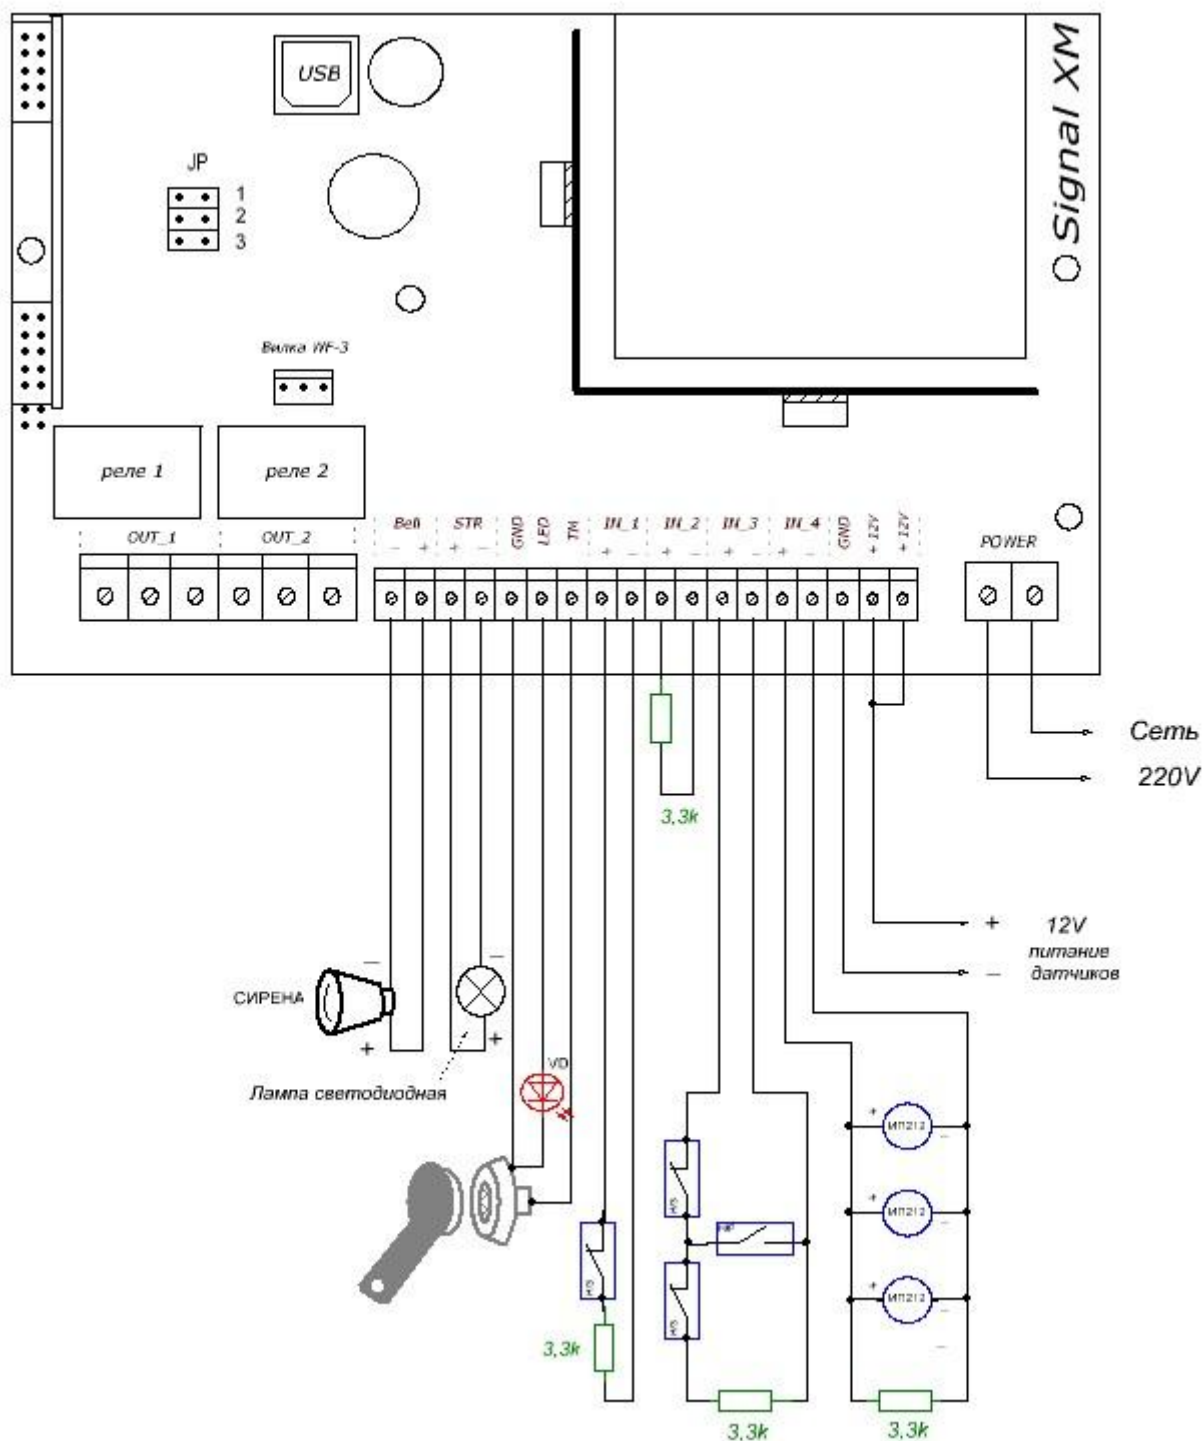 USB
Signal XM
JP
1
2
3
Вилка WF-3
реле 1
реле 2
OUT_1
OUT_2
Bell
STR
GND
LED
TM
IN_1
IN_2
IN_3
IN_4
GND
+ 12V
+ 12V
POWER
− +
+ −
+ −
+ −
+ −
+ −
Сеть
220V
3,3k
+ 12V
питание
− датчиков
СИРЕНА
−
+
−
+
Лампа светодиодная
VD
+ ИП212 −
+ ИП212 −
+ ИП212 −
−
Н/З
Н/З
Н/З
3,3k
3,3k
3,3k